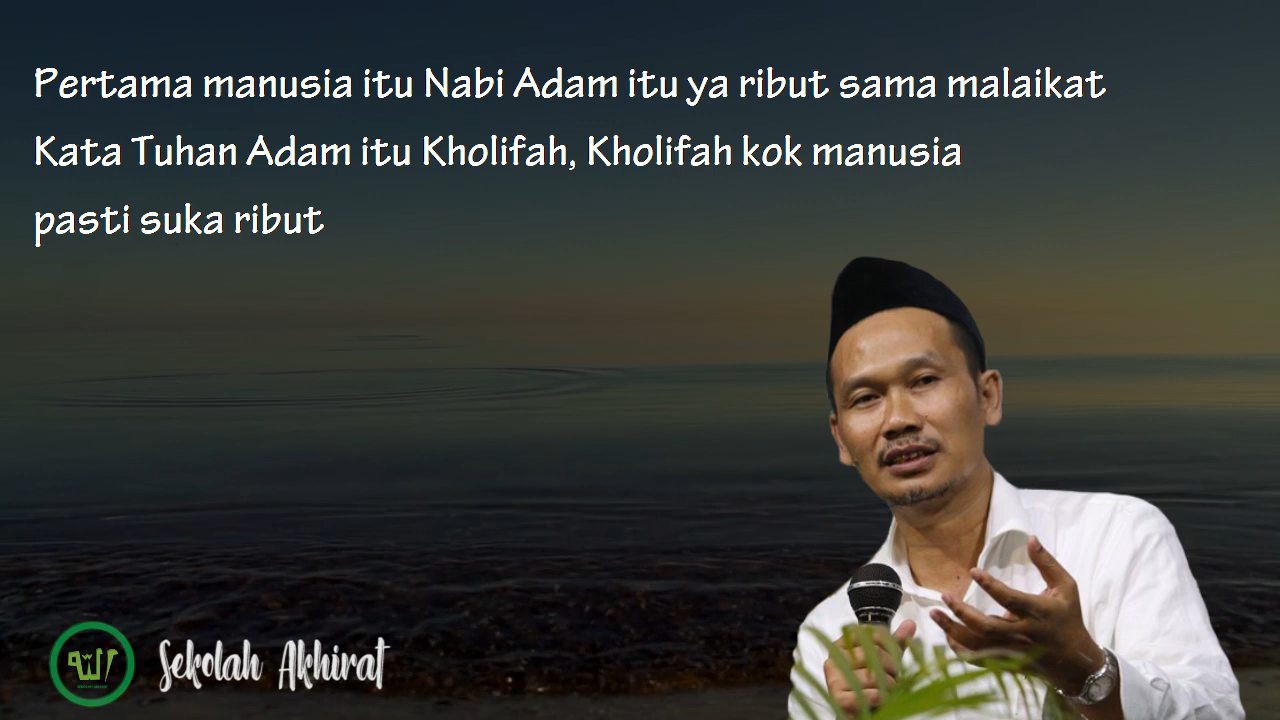 Pertama manusia itu Nabi Adam itu ya ribut sama malaikat
Kata Tuhan Adam itu Kholifah, Kholifah kok manusia
pasti suka ribut
Sekolah Akhirat